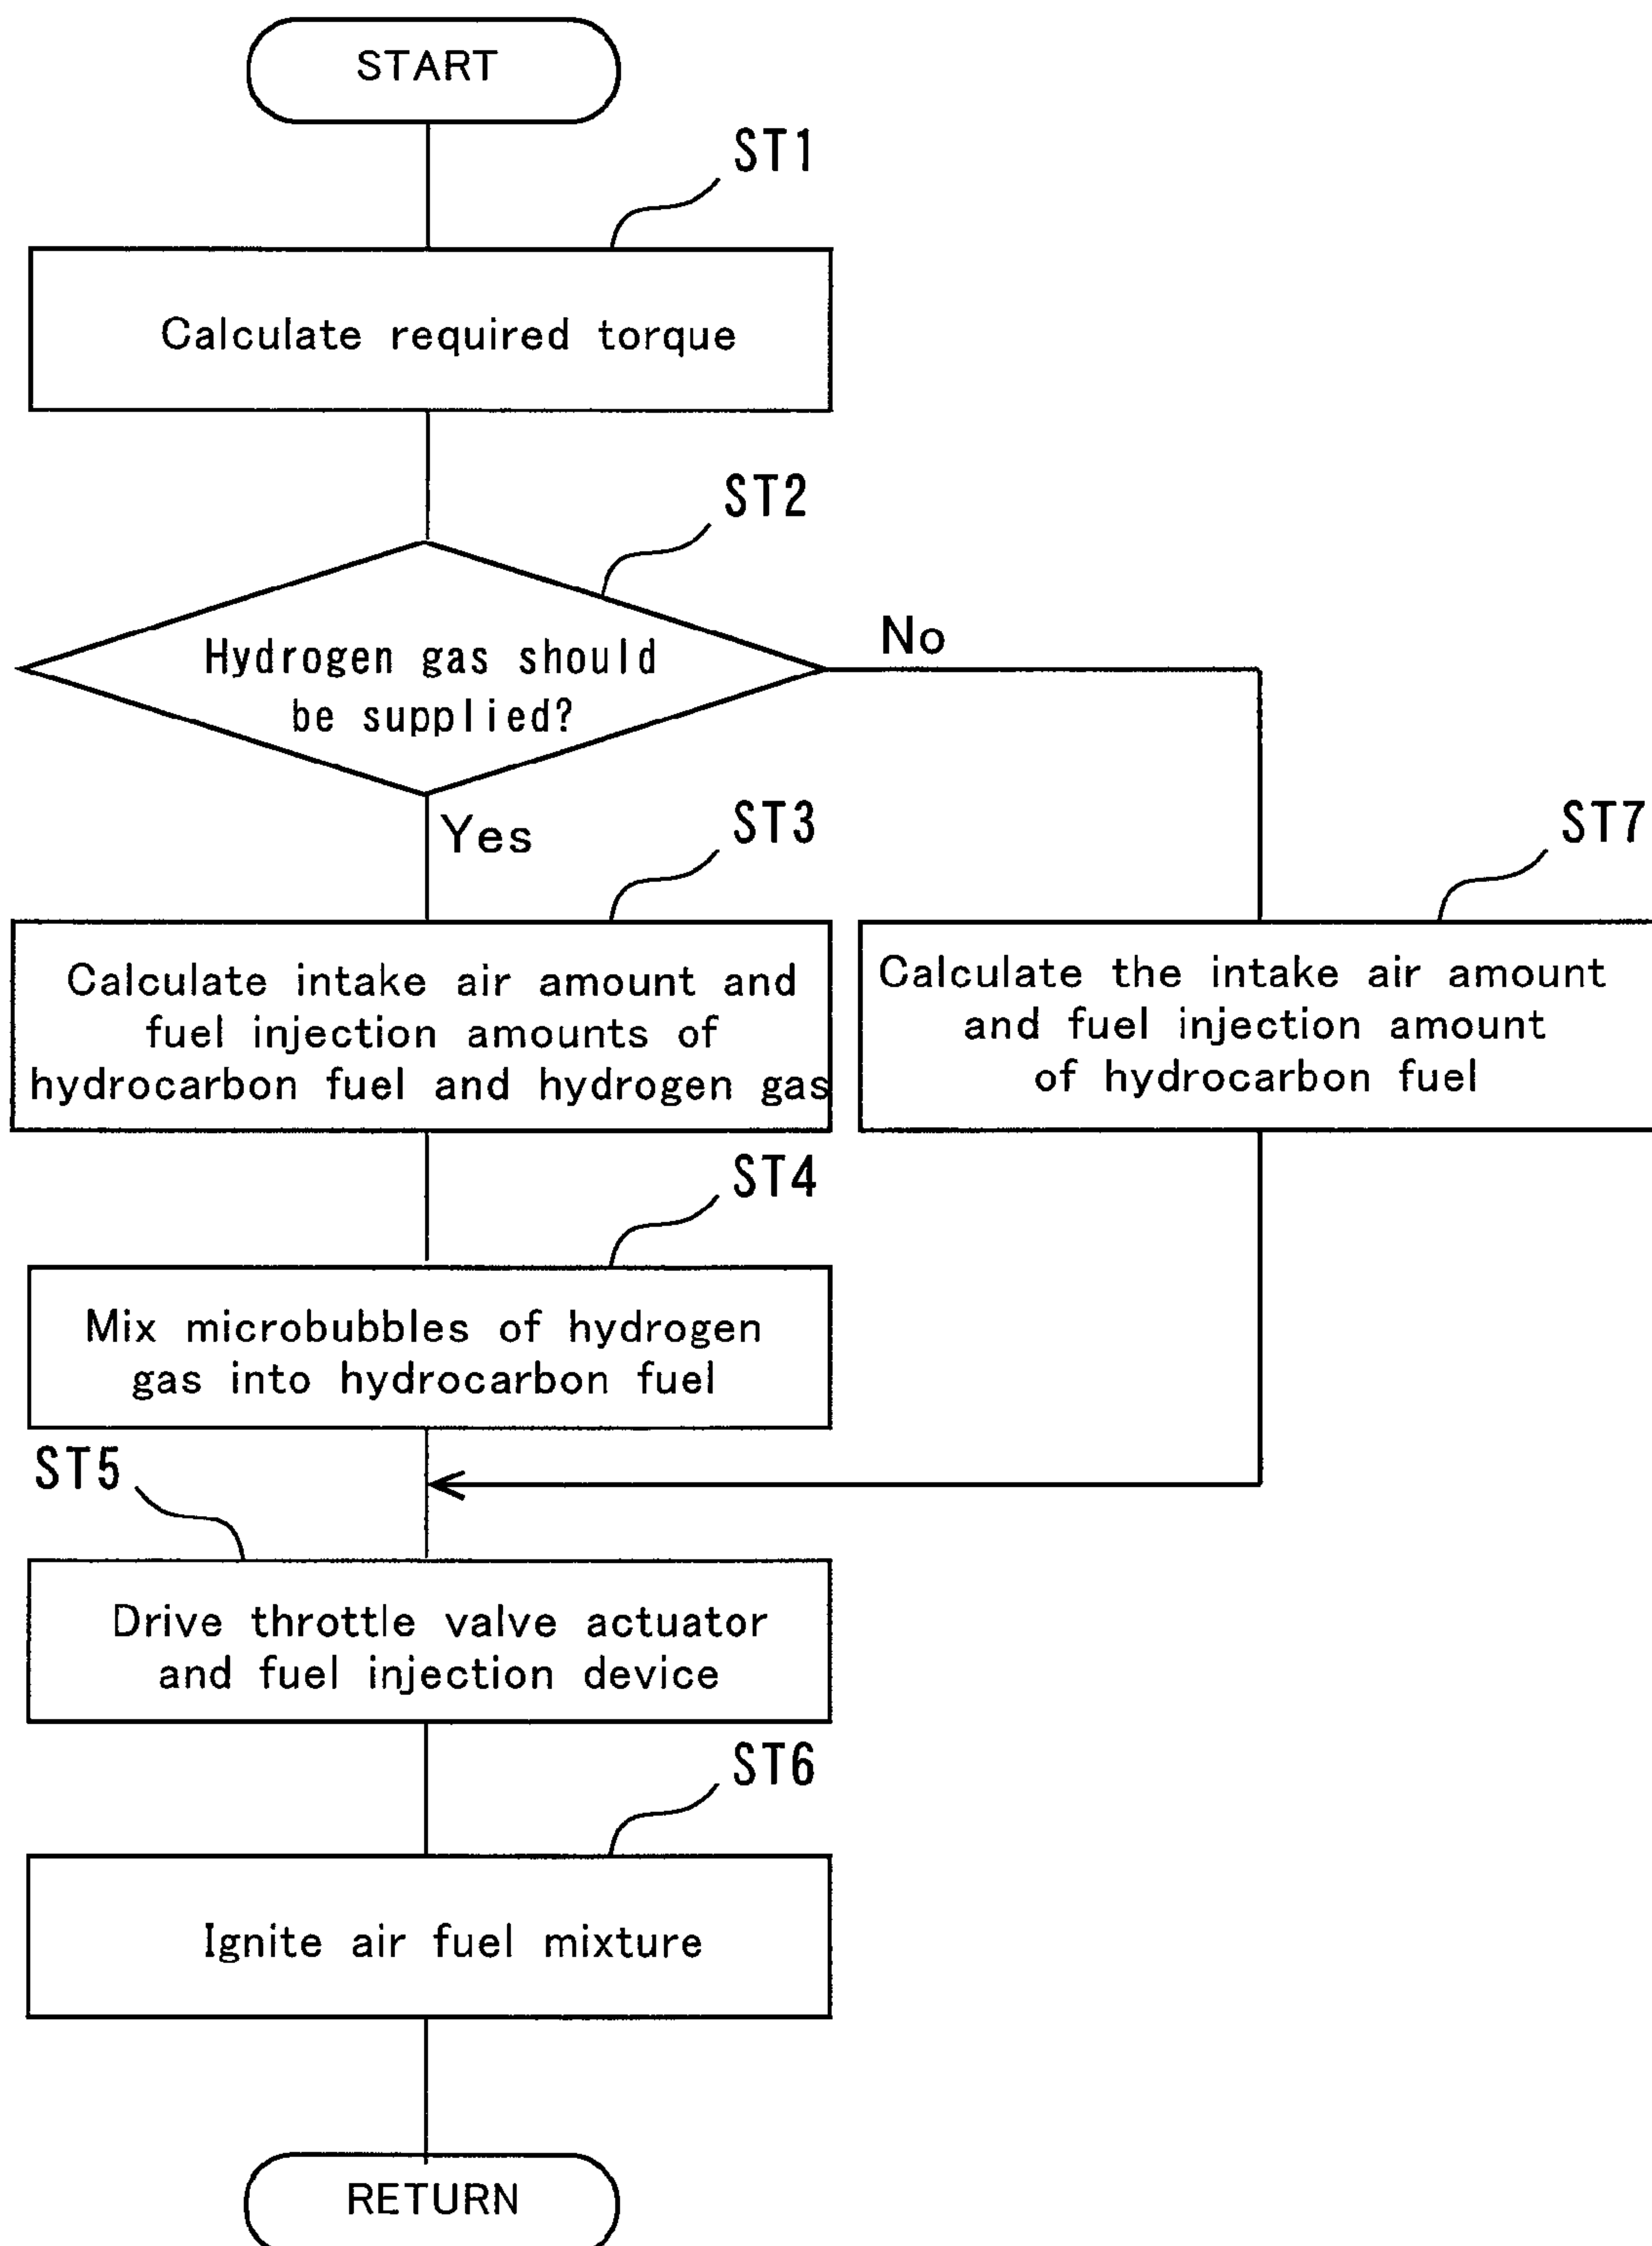 START
ST1
Calculate required torque
ST2
Hydrogen gas should
be supplied?
No
Yes
ST3
Calculate intake air amount and
fuel injection amounts of
hydrocarbon fuel and hydrogen gas
ST7
Calculate the intake air amount
and fuel injection amount
of hydrocarbon fuel
ST4
Mix microbubbles of hydrogen
gas into hydrocarbon fuel
ST5
Drive throttle valve actuator
and fuel injection device
ST6
Ignite air fuel mixture
RETURN